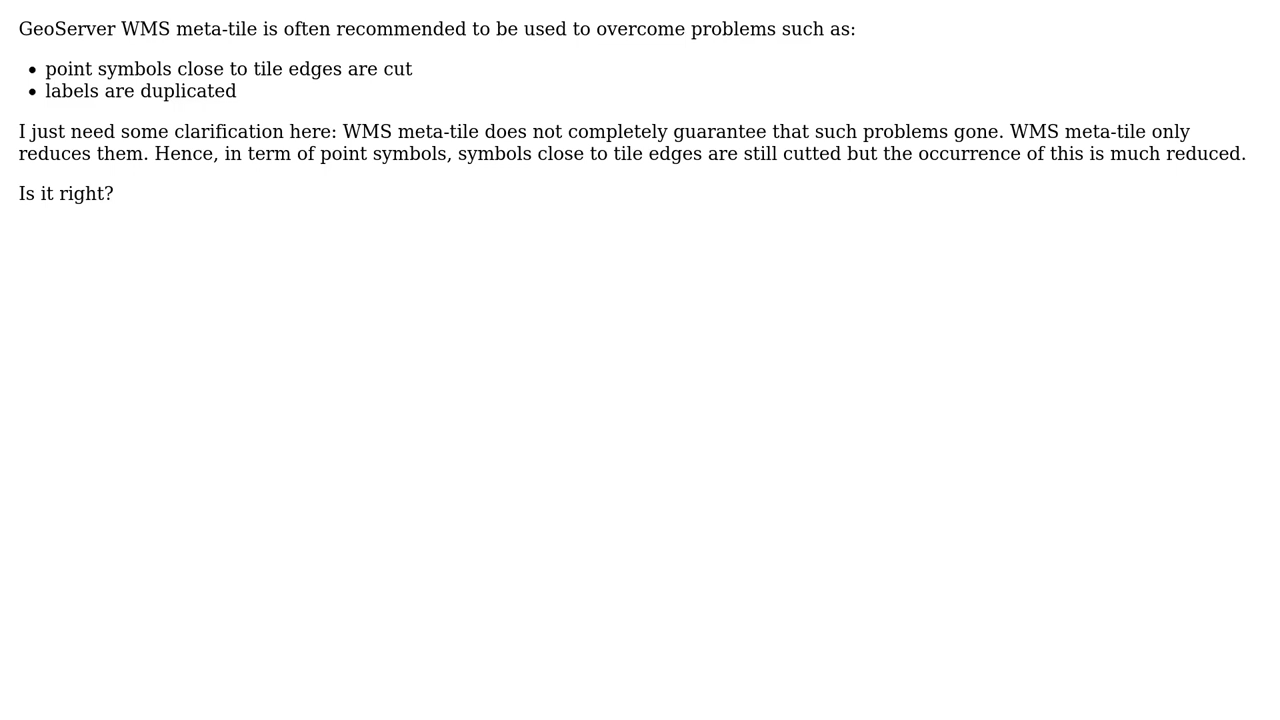 GeoServer WMS meta-tile is often recommended to be used to overcome problems such as:
• point symbols close to tile edges are cut
• labels are duplicated
I just need some clarification here: WMS meta-tile does not completely guarantee that such problems gone. WMS meta-tile only
reduces them. Hence, in term of point symbols, symbols close to tile edges are still cutted but the occurrence of this is much reduced.
Is it right?